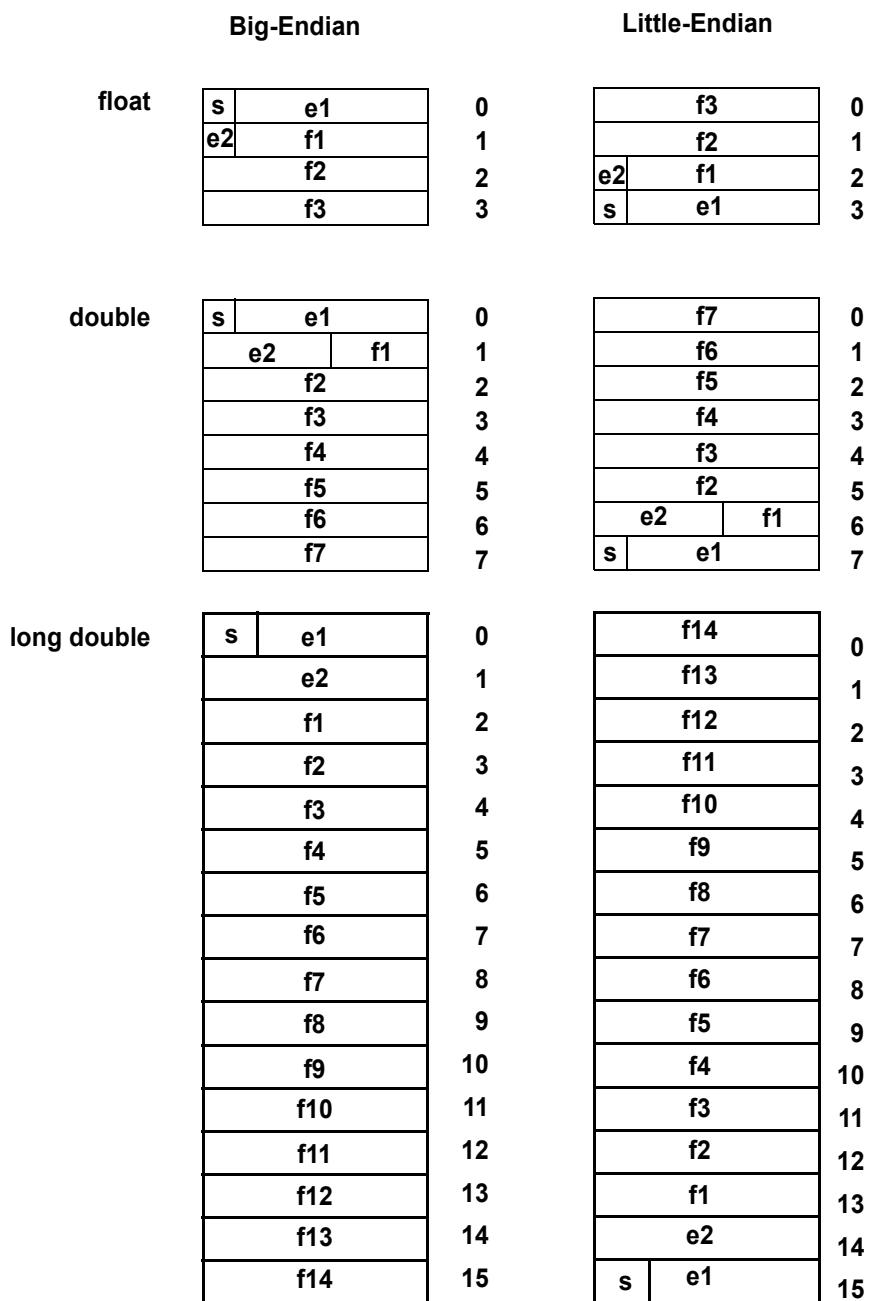 Big-Endian Little-Endian
float s e1 0 f3 0
e2 f1 1 f2 1
f2 2 e2 f1 2
f3 3 s e1 3
double s e1 0 f7 0
e2 f1 1 f6 1
f2 2 f5 2
f3 3 f4 3
f4 4 f3 4
f5 5 f2 5
f6 6 e2 f1 6
f7 7 s e1 7
long double s e1 0 f14 0
e2 1 f13 1
f1 2 f12 2
f2 3 f11 3
f3 4 f10 4
f4 5 f9 5
f5 6 f8 6
f6 7 f7 7
f7 8 f6 8
f8 9 f5 9
f9 10 f4 10
f10 11 f3 11
f11 12 f2 12
f12 13 f1 13
f13 14 e2 14
f14 15 s e1 15